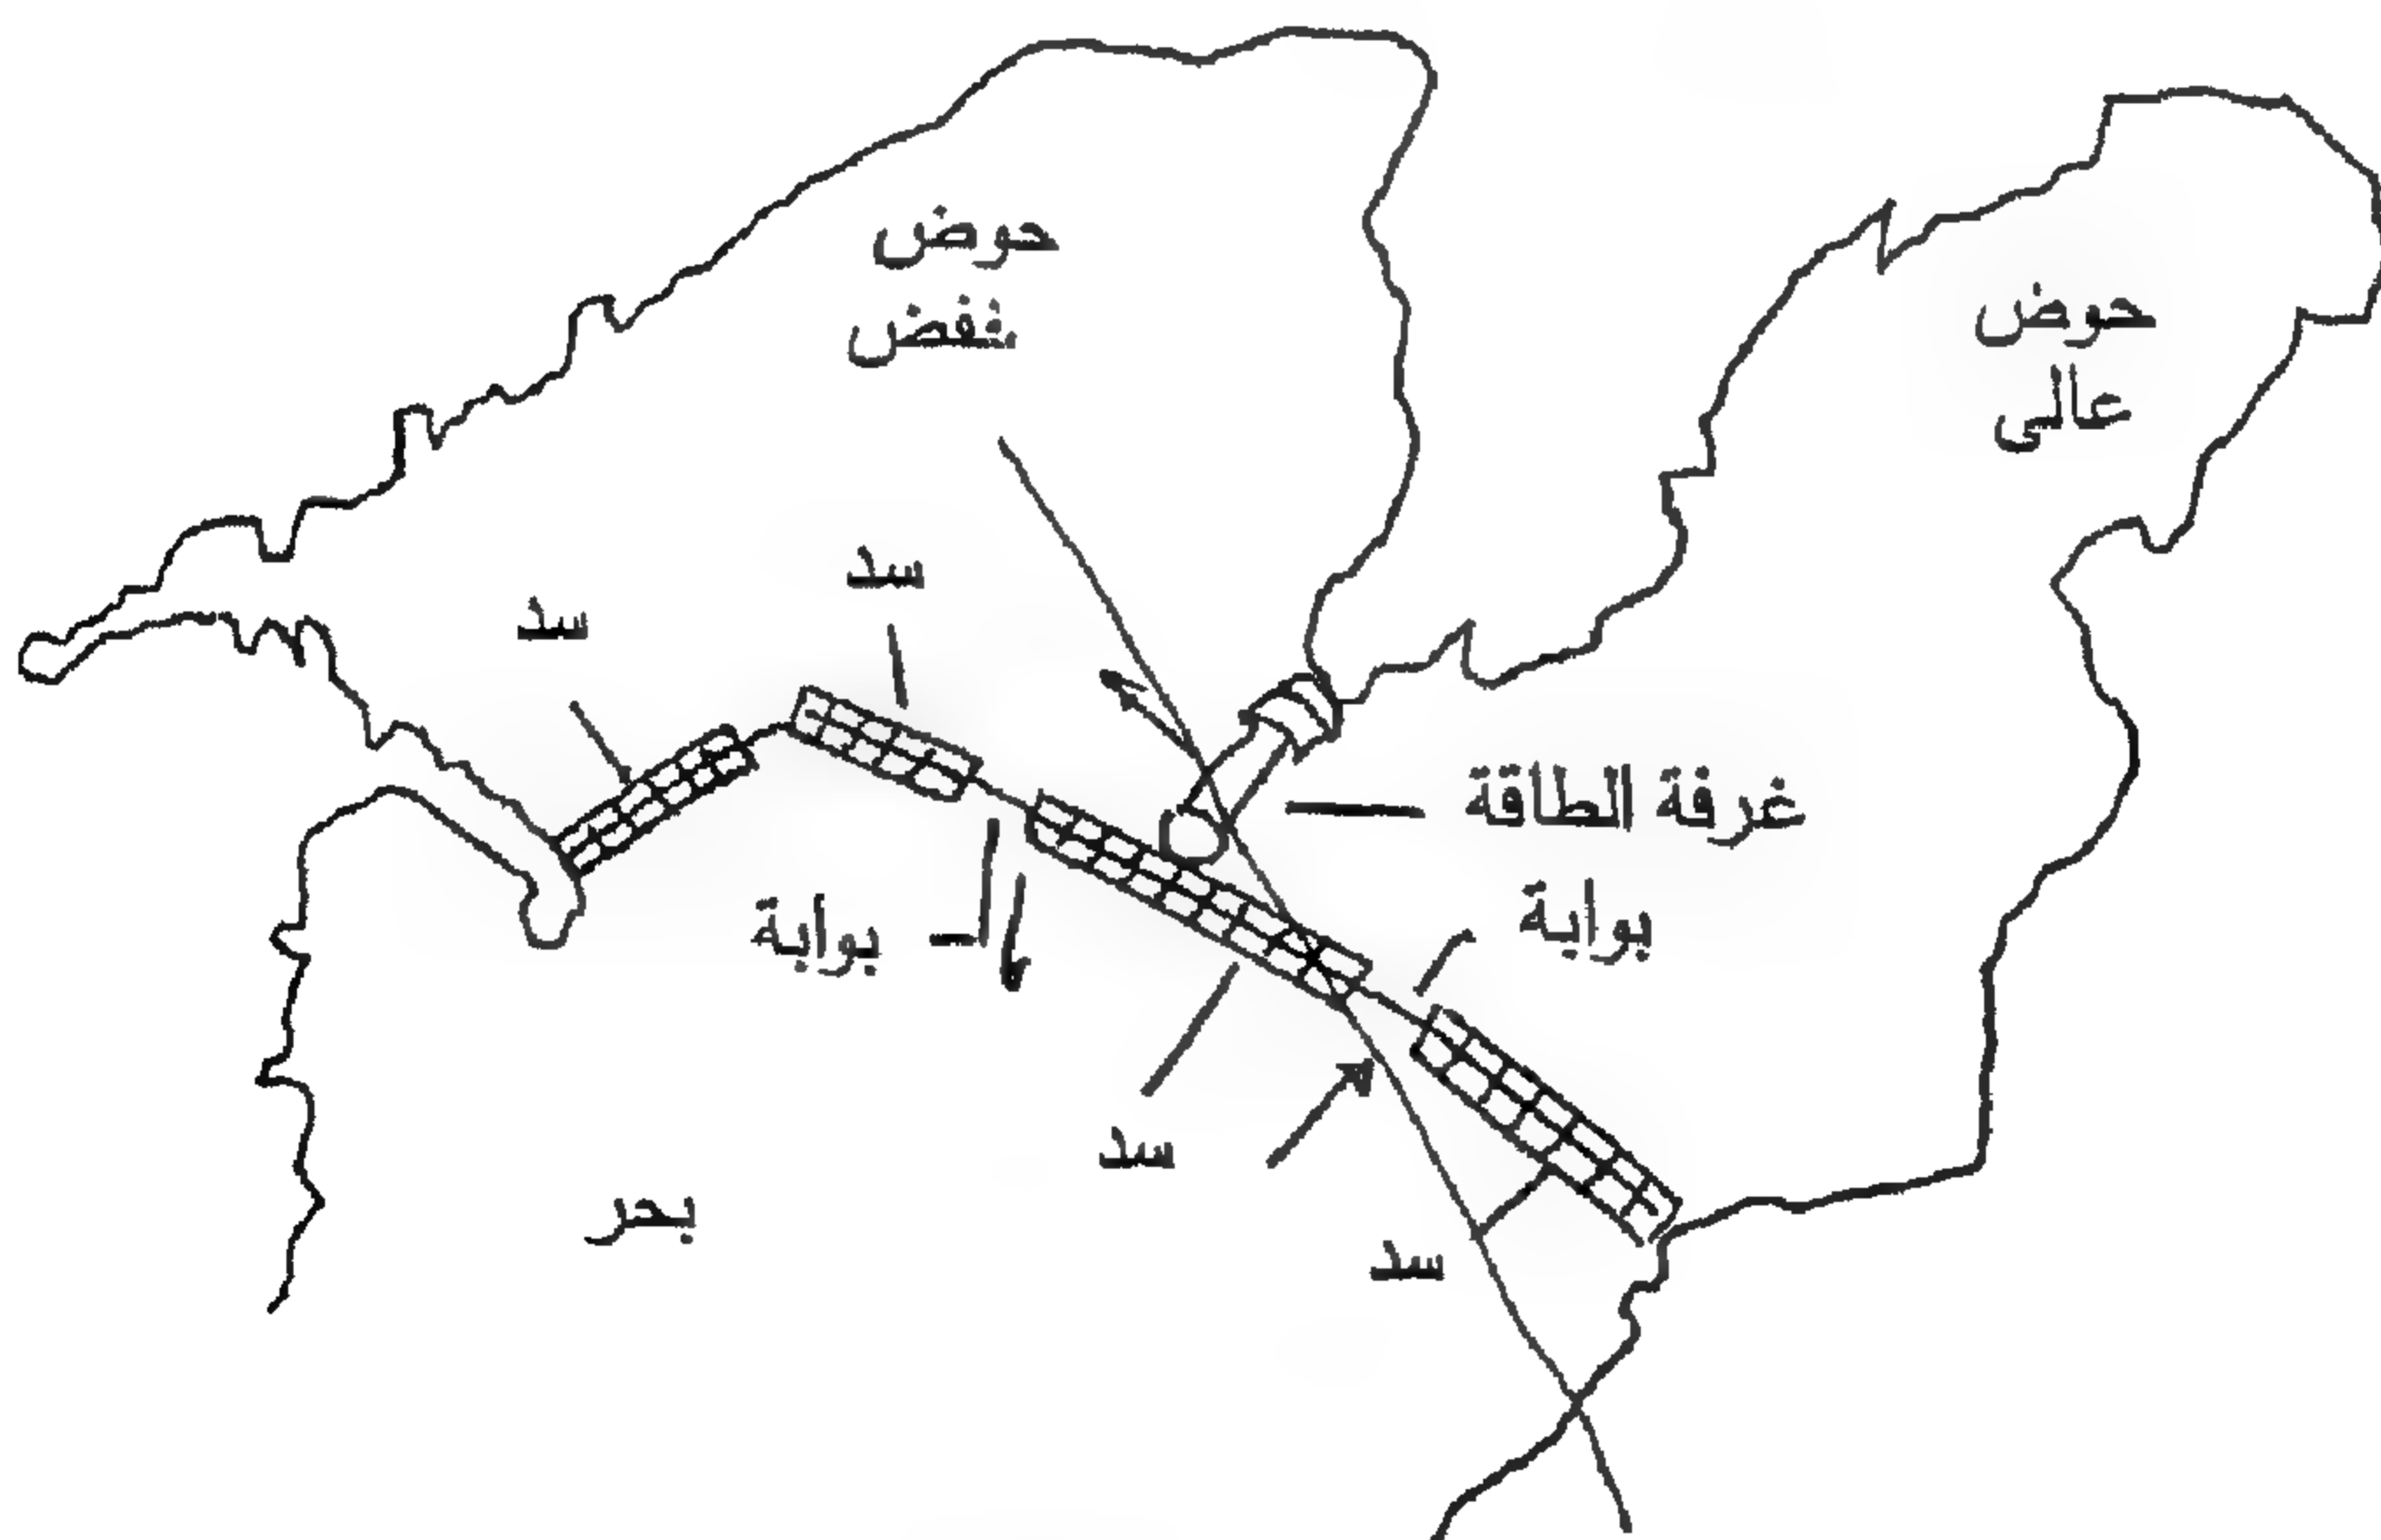 حوض
عالى
حوض
سد
سد
غرفة الطاقة
بوابة
بوابة
سد
بحر
سد